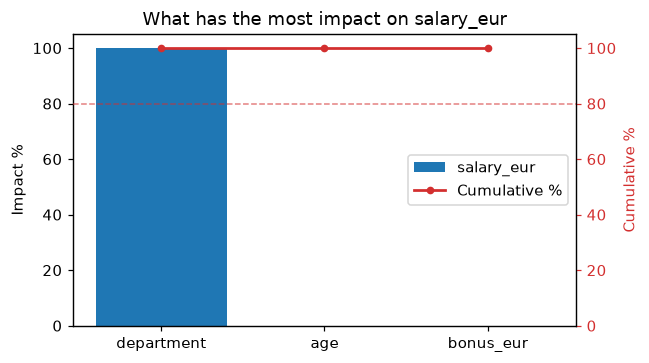 What has the most impact on salary_eur
100
80
60
40
20
0
Impact %
department
age
bonus_eur
salary_eur
Cumulative %
100
80
60
40
20
0
Cumulative %